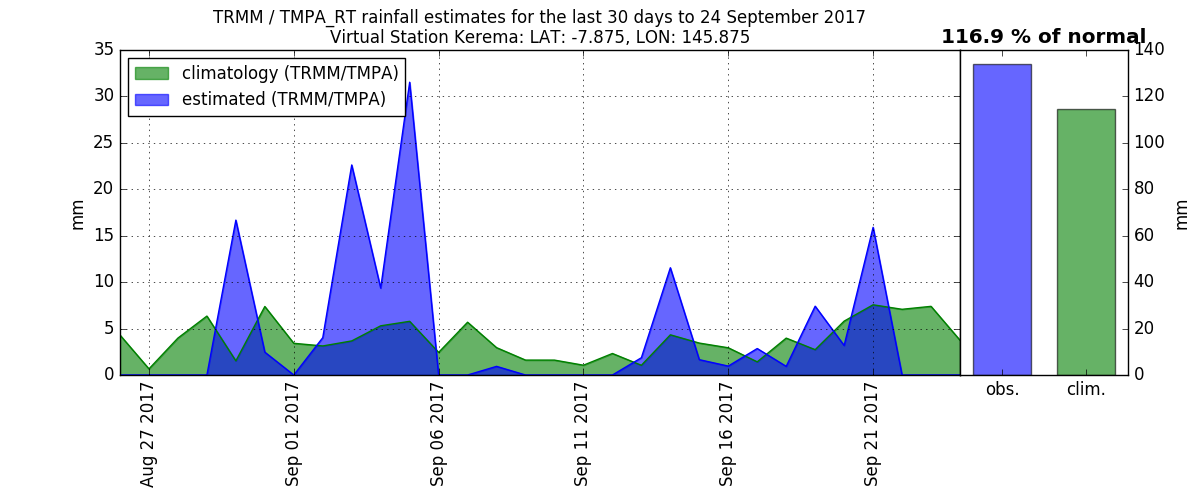 TRMM / TMPA_RT rainfall estimates for the last 30 days to 24 September 2017
Virtual Station Kerema: LAT: -7.875, LON: 145.875
116.9 % of normal
climatology (TRMM/TMPA)
estimated (TRMM/TMPA)
35
30
25
20
15
10
5
0
mm
140
120
100
80
60
40
20
0
mm
Aug 27 2017
Sep 01 2017
Sep 06 2017
Sep 11 2017
Sep 16 2017
Sep 21 2017
obs.
clim.